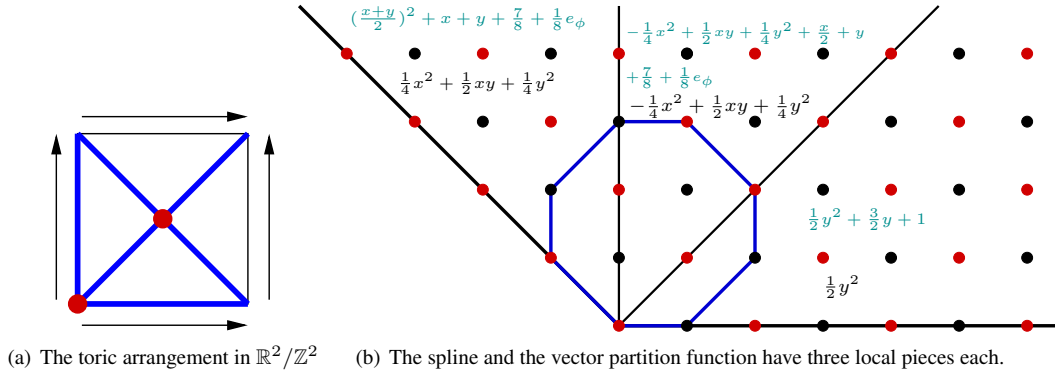 (\frac{x+y}{2})^2 + x + y + \frac{7}{8} + \frac{1}{8}e_\phi
-\frac{1}{4}x^2 + \frac{1}{2}xy + \frac{1}{4}y^2 + \frac{x}{2} + y
+\frac{7}{8} + \frac{1}{8}e_\phi
\frac{1}{4}x^2 + \frac{1}{2}xy + \frac{1}{4}y^2
-\frac{1}{4}x^2 + \frac{1}{2}xy + \frac{1}{4}y^2
\frac{1}{2}y^2 + \frac{3}{2}y + 1
\frac{1}{2}y^2
(a) The toric arrangement in ℝ²/ℤ²
(b) The spline and the vector partition function have three local pieces each.